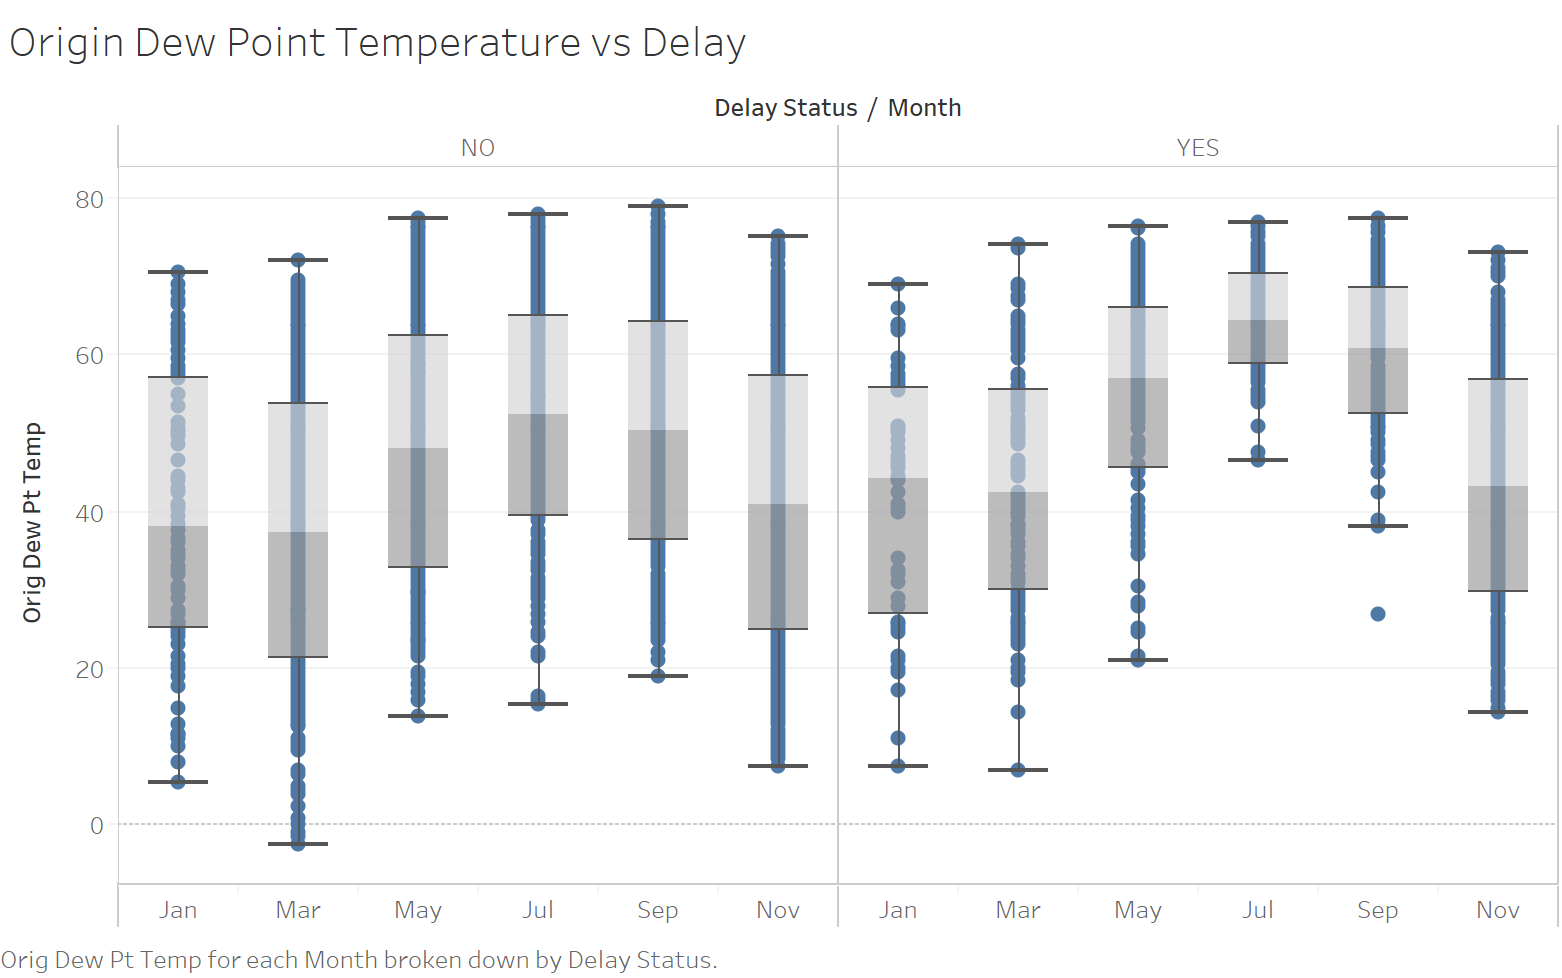 Origin Dew Point Temperature vs Delay
Delay Status / Month
NO YES
80
60
40
20
0
Orig Dew Pt Temp
Jan Mar May Jul Sep Nov Jan Mar May Jul Sep Nov
Orig Dew Pt Temp for each Month broken down by Delay Status.